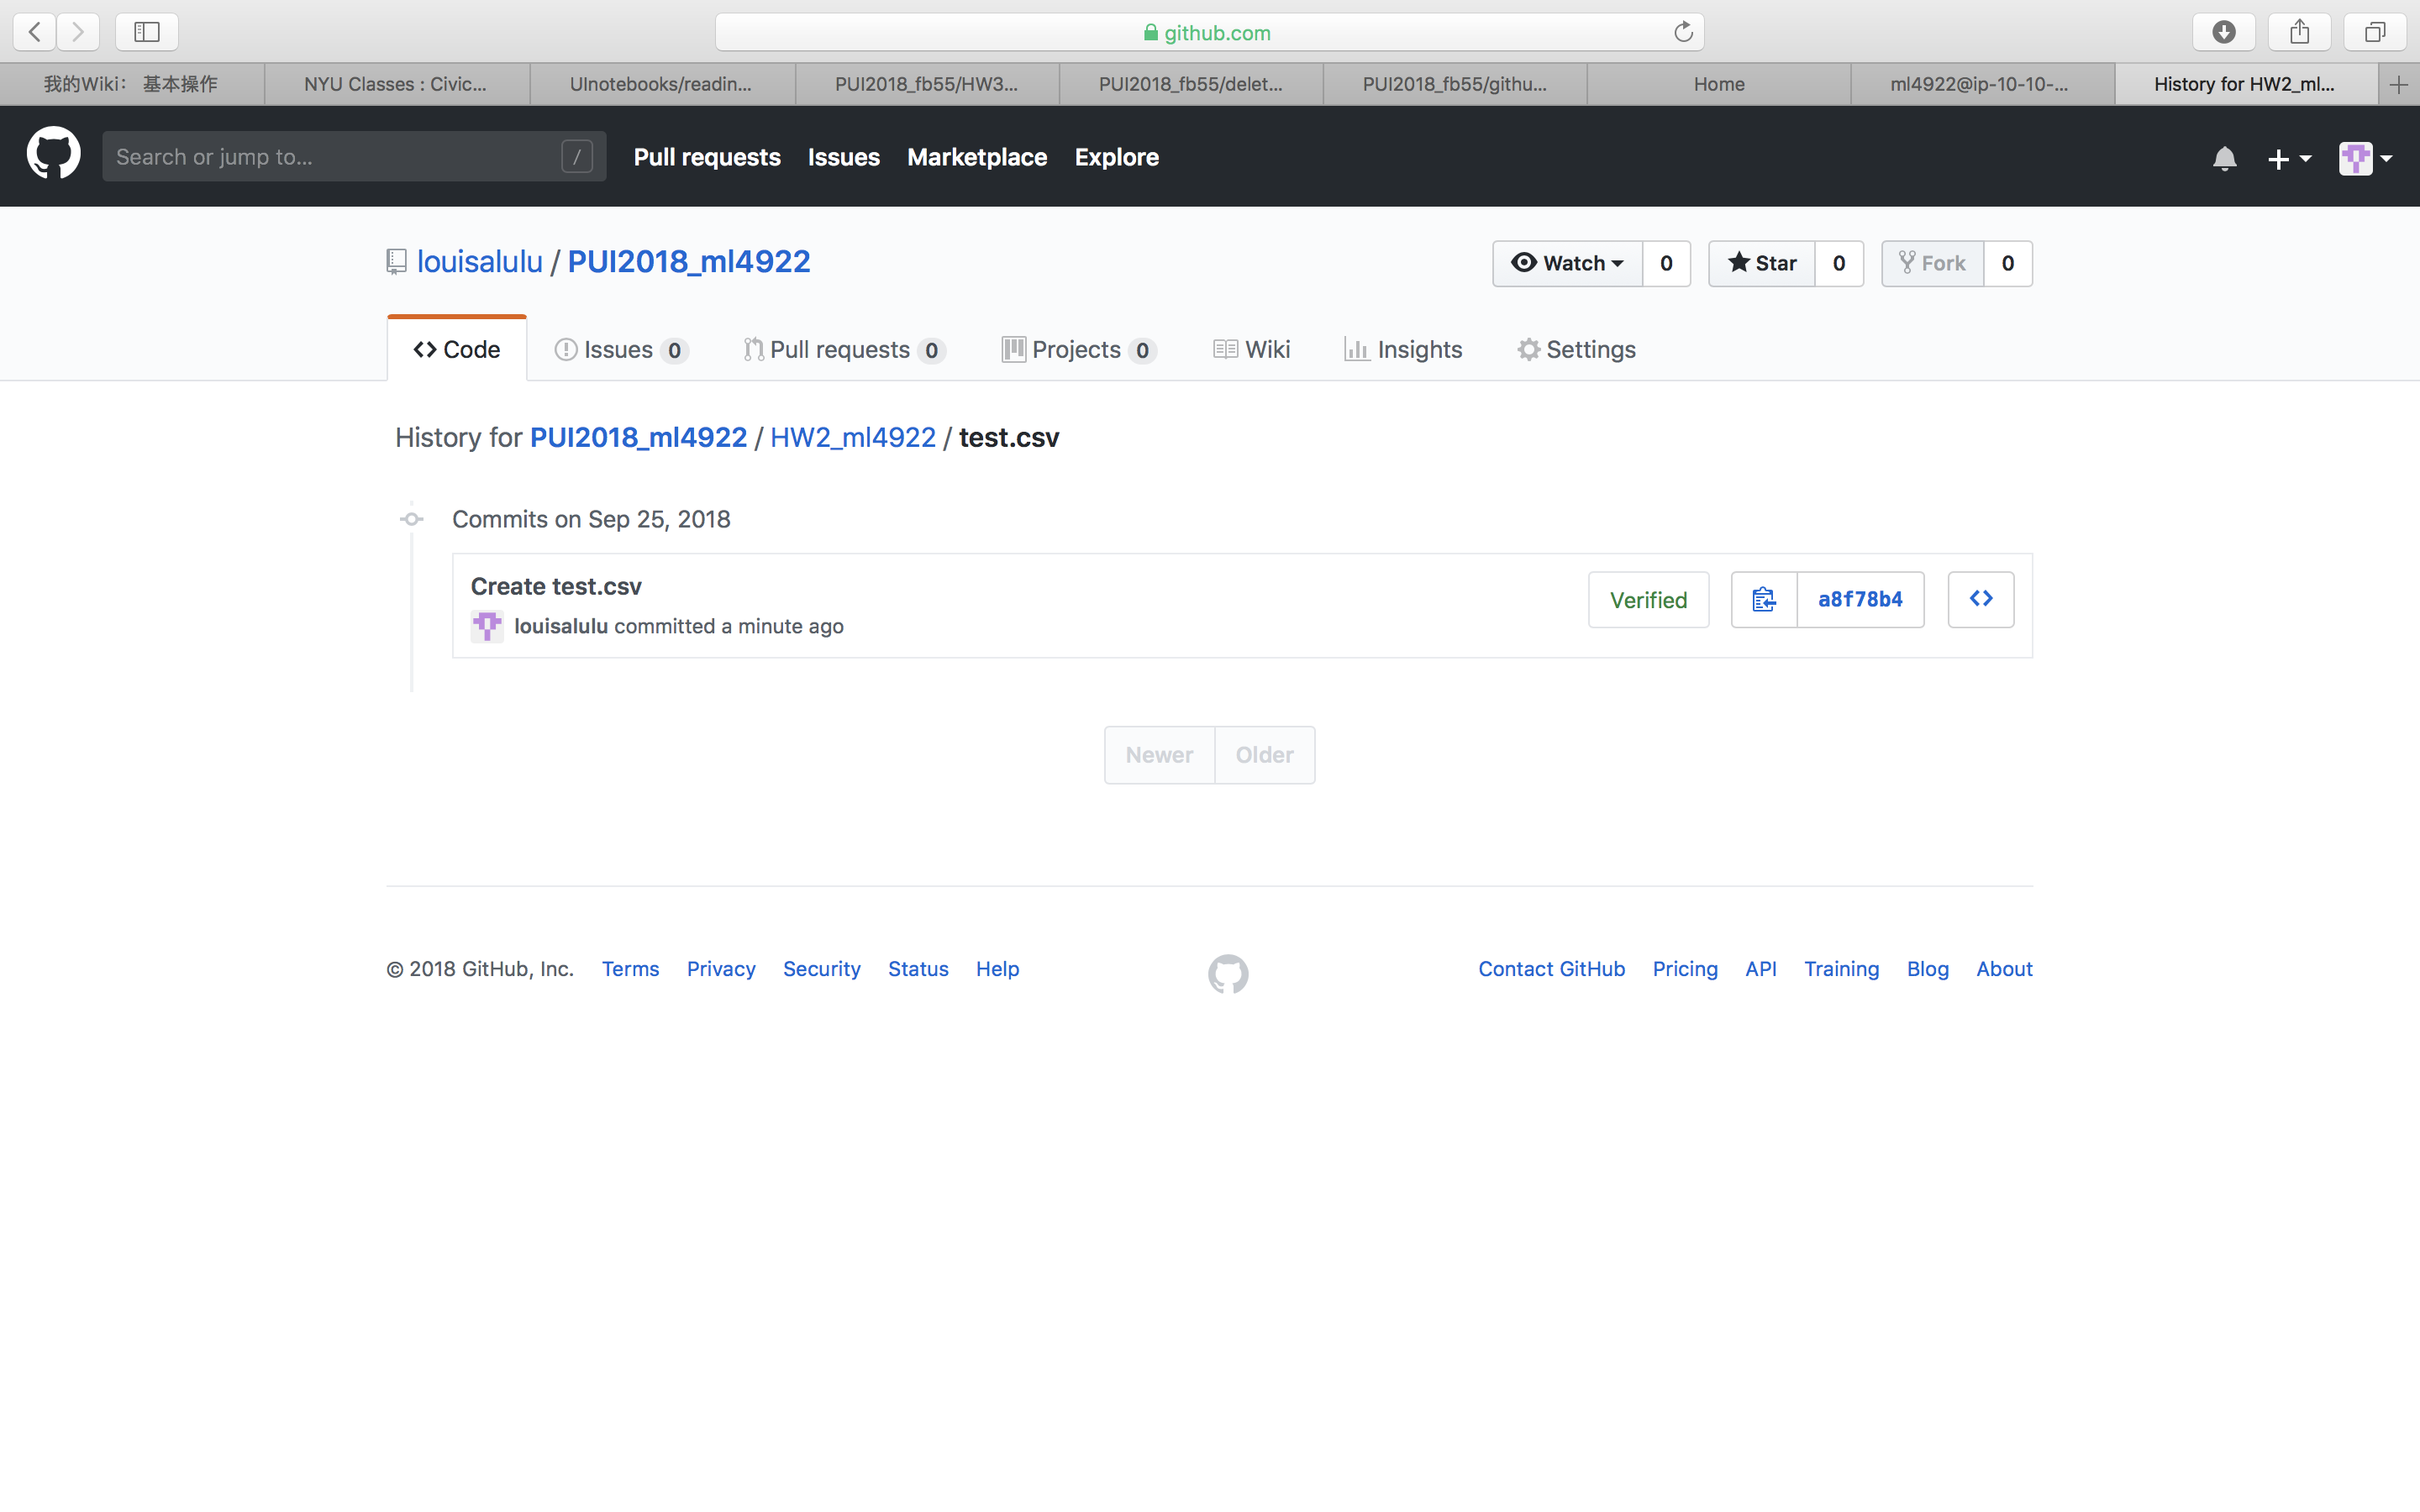 github.com
我的Wiki： 基本操作
NYU Classes : Civic...
UInotebooks/readin...
PUI2018_fb55/HW3...
PUI2018_fb55/delet...
PUI2018_fb55/githu...
Home
ml4922@ip-10-10-...
History for HW2_ml...
Search or jump to... /
Pull requests Issues Marketplace Explore
louisalulu / PUI2018_ml4922
Watch 0 Star 0 Fork 0
Code Issues 0 Pull requests 0 Projects 0 Wiki Insights Settings
History for PUI2018_ml4922 / HW2_ml4922 / test.csv
Commits on Sep 25, 2018
Create test.csv
louisalulu committed a minute ago
Verified a8f78b4
Newer Older
© 2018 GitHub, Inc. Terms Privacy Security Status Help
Contact GitHub Pricing API Training Blog About